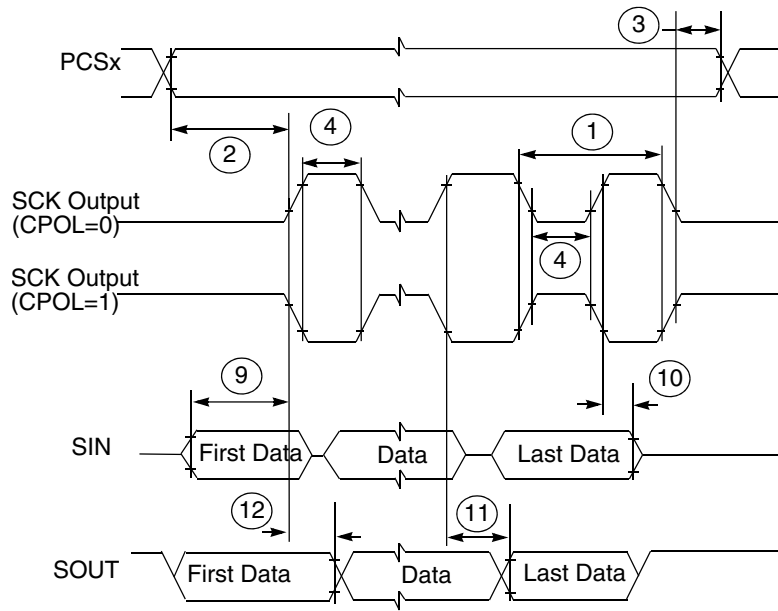 3
PCSx
2
4
1
SCK Output
(CPOL=0)
4
SCK Output
(CPOL=1)
9
10
SIN
First Data
Data
Last Data
12
11
SOUT
First Data
Data
Last Data